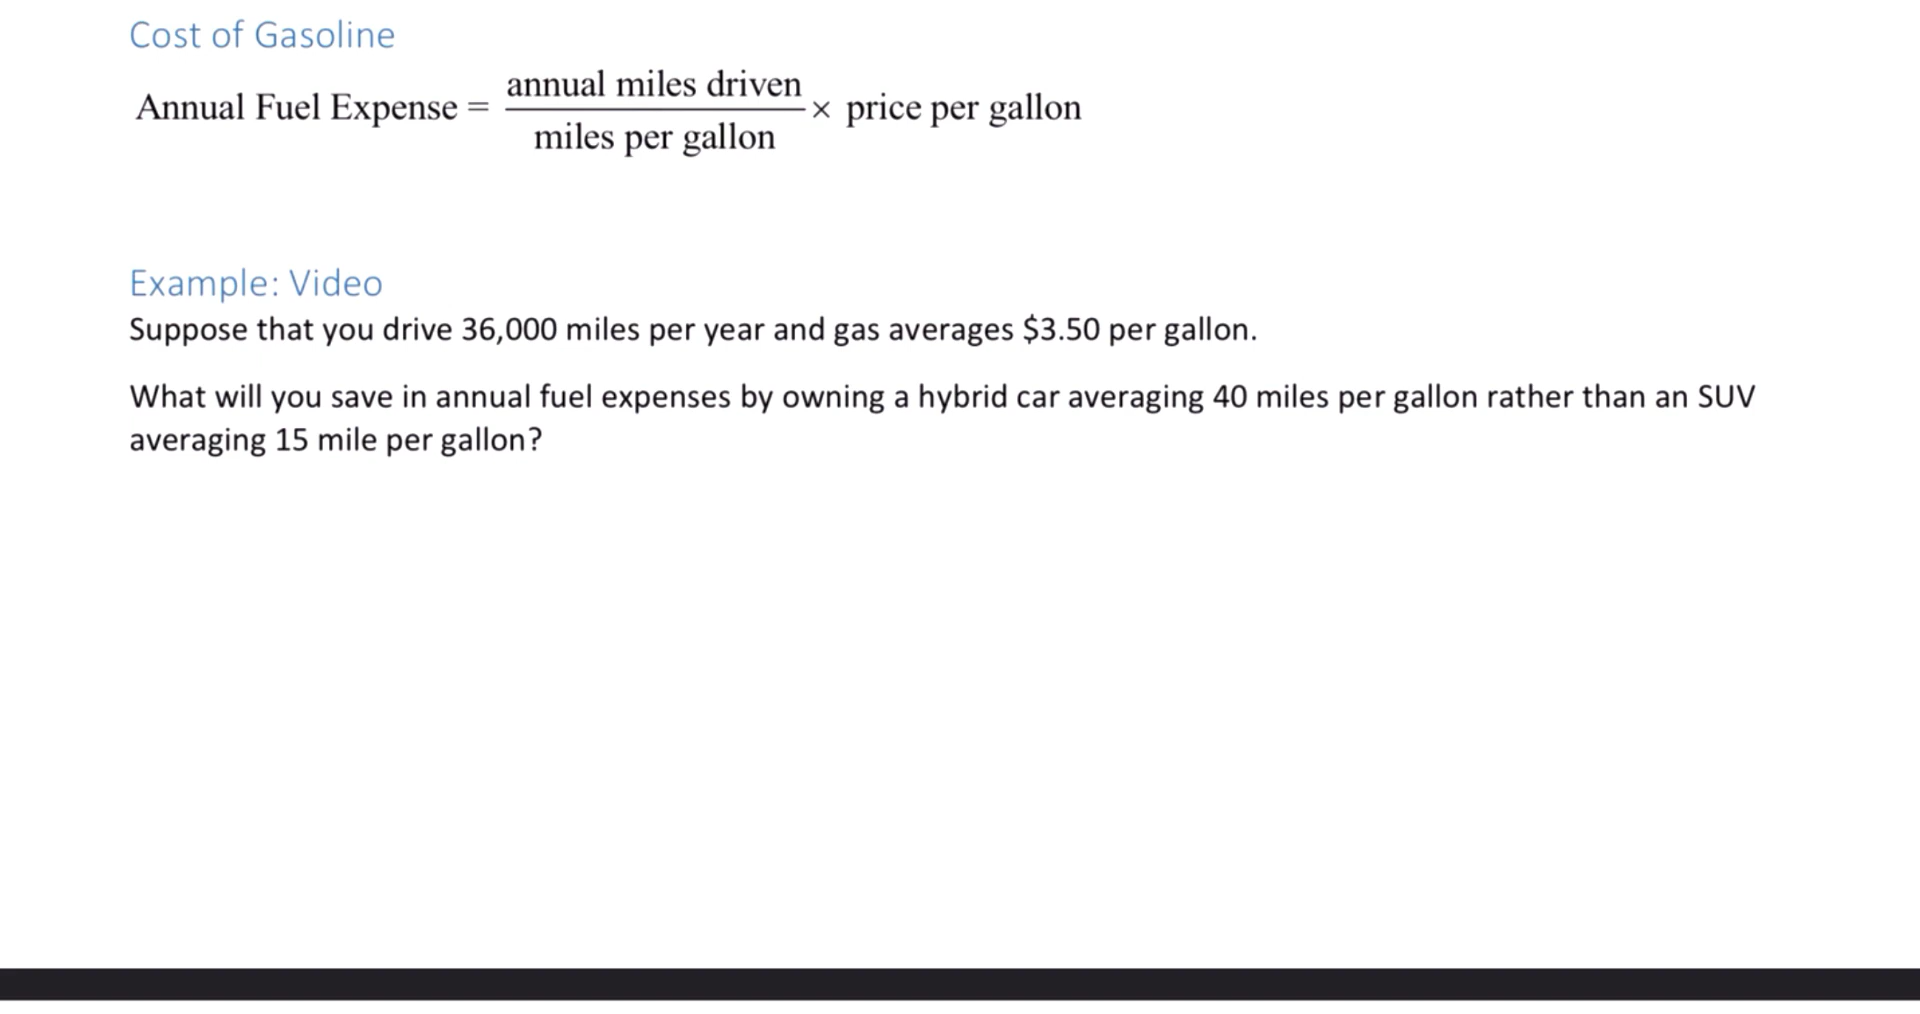 Cost of Gasoline
Annual Fuel Expense = annual miles driven / miles per gallon × price per gallon
Example: Video
Suppose that you drive 36,000 miles per year and gas averages $3.50 per gallon.
What will you save in annual fuel expenses by owning a hybrid car averaging 40 miles per gallon rather than an SUV
averaging 15 mile per gallon?